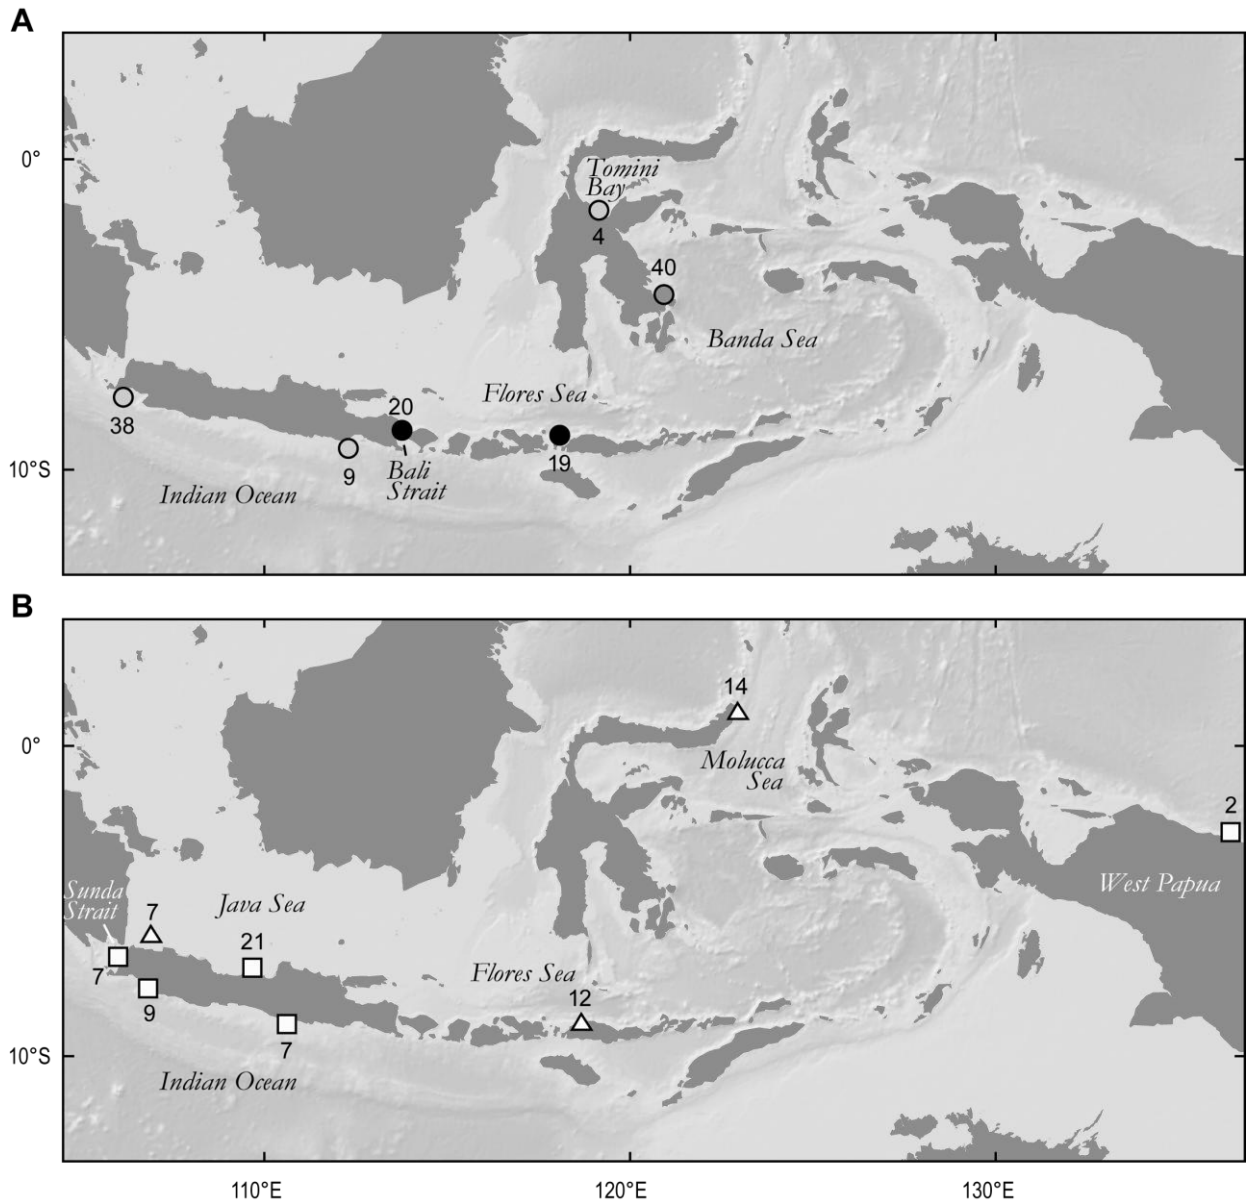 A
0°
Tomini
Bay
4
40
Banda Sea
Flores Sea
20
38
9
19
Bali
Strait
10°S
Indian Ocean
B
14
0°
Molucca
Sea
2
Sunda
Strait
West Papua
Java Sea
7
21
7
Flores Sea
12
9
7
10°S
Indian Ocean
110°E
120°E
130°E